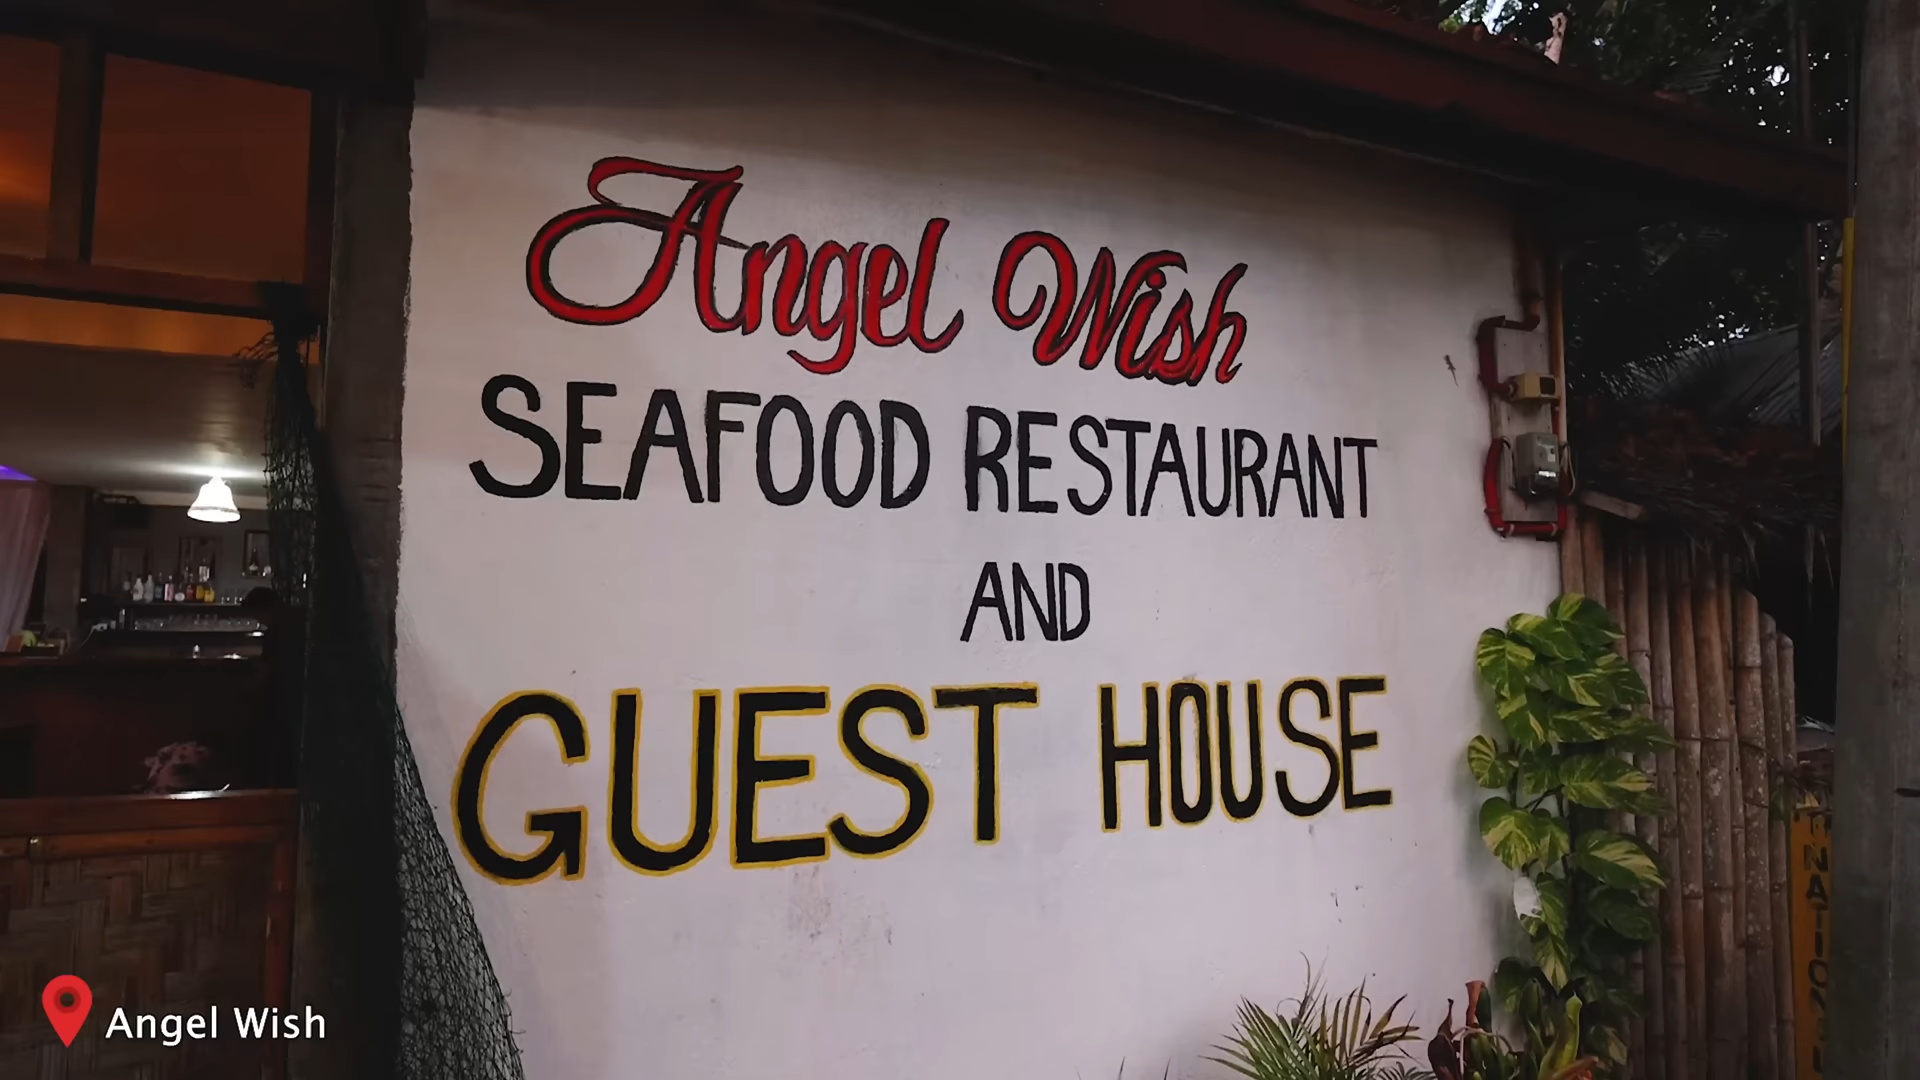 Angel Wish
SEAFOOD RESTAURANT
AND
GUEST HOUSE
Angel Wish